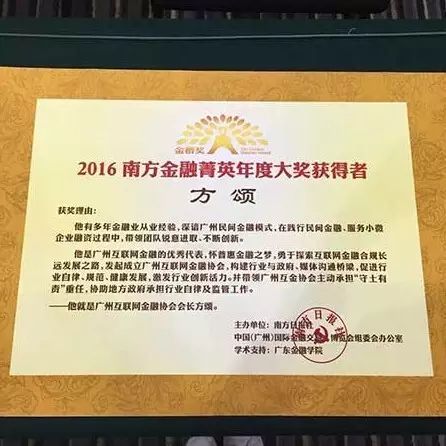 金榕奖
2016 南方金融菁英年度大奖获得者
方 颂
获奖理由：
他有多年金融业从业经验，深谙广州民间金融模式，在践行民间金融、服务小微
企业融资过程中，带领团队锐意进取、不断创新。
他是广州互联网金融的优秀代表，怀普惠金融之梦，勇于探索互联网金融合规长
远发展之路，发起成立广州互联网金融协会，构建行业与政府、媒体沟通桥梁，促进行
业自律、规范、健康发展，激发行业创新活力。并带领广州互金协会主动承担“守土有
责”重任，协助地方政府承担行业自律及监管工作。
——他就是广州互联网金融协会会长方颂。
主办单位：南方日报社
中国（广州）国际金融交易·博览会组委会办公室
学术支持：广东金融学院
南方日报社